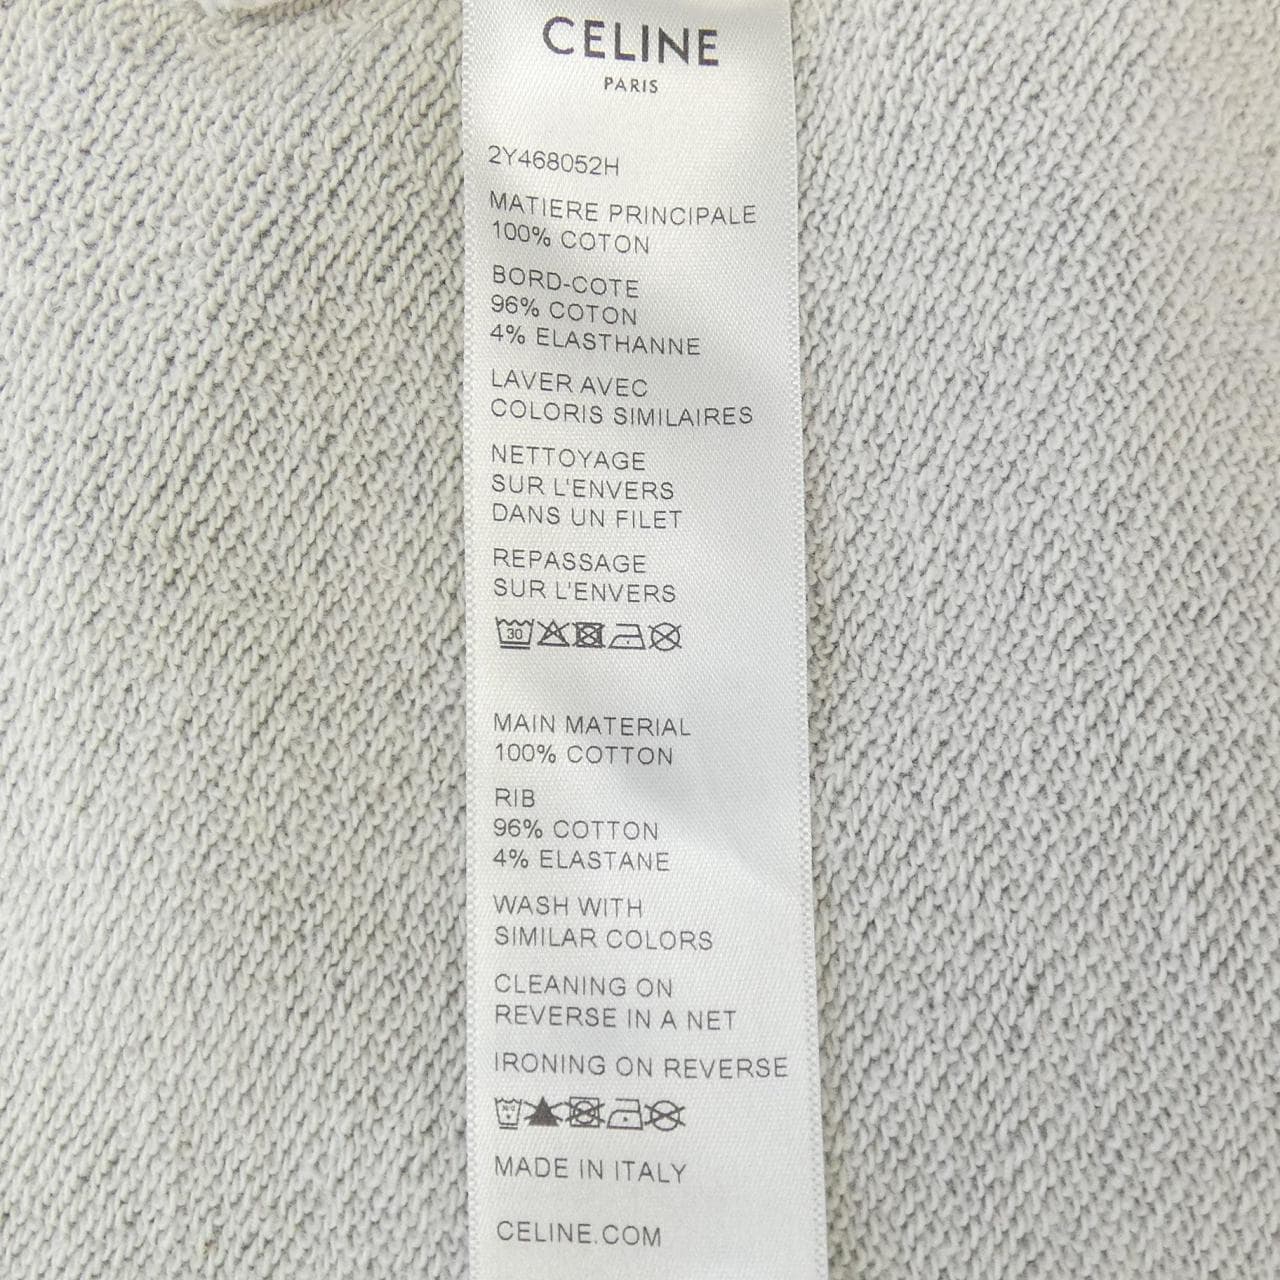 CELINE
PARIS
2Y468052H
MATIERE PRINCIPALE
100% COTON
BORD-COTE
96% COTON
4% ELASTHANNE
LAVER AVEC
COLORIS SIMILAIRES
NETTOYAGE
SUR L'ENVERS
DANS UN FILET
REPASSAGE
SUR L'ENVERS
30
MAIN MATERIAL
100% COTTON
RIB
96% COTTON
4% ELASTANE
WASH WITH
SIMILAR COLORS
CLEANING ON
REVERSE IN A NET
IRONING ON REVERSE
MADE IN ITALY
CELINE.COM